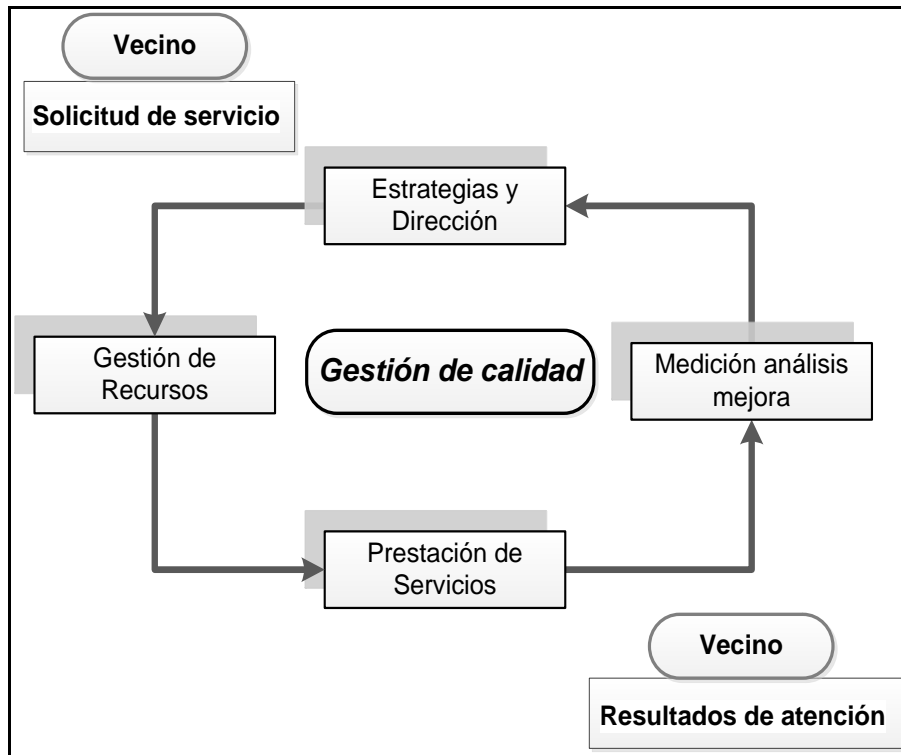 Vecino
Solicitud de servicio
Estrategias y
Dirección
Gestión de
Recursos
Gestión de calidad
Medición análisis
mejora
Prestación de
Servicios
Vecino
Resultados de atención